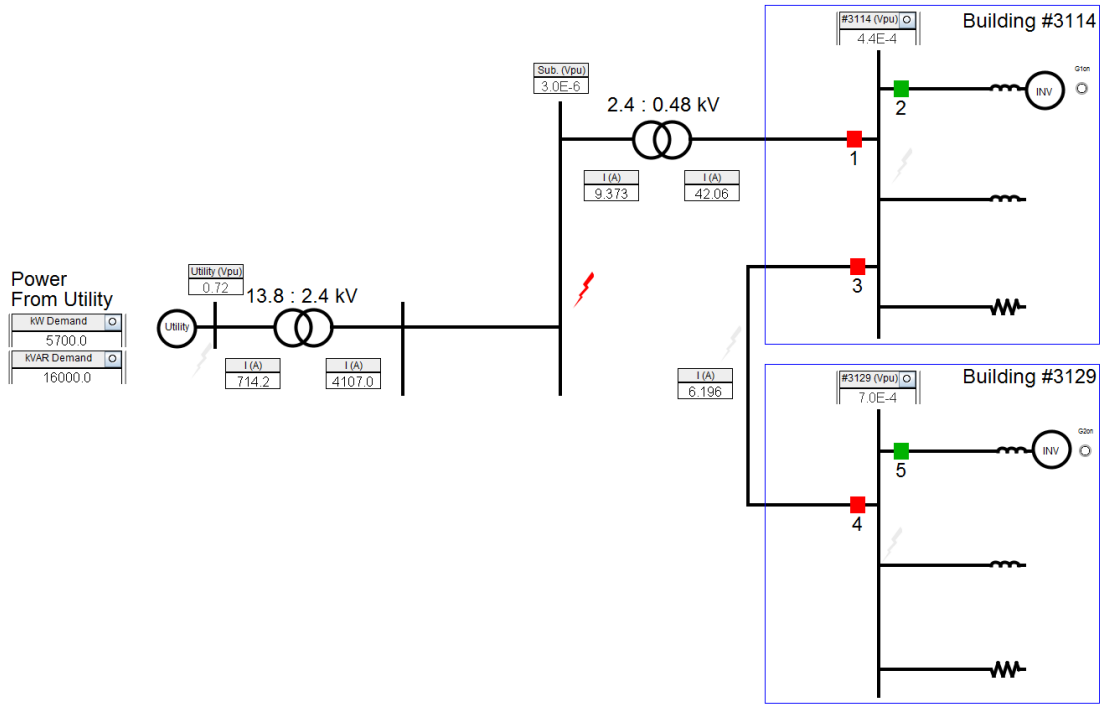 #3114 (Vpu)
4.4E-4
Building #3114
G1on
INV
2
Sub. (Vpu)
3.0E-6
2.4 : 0.48 kV
1
I (A)
9.373
I (A)
42.06
Power
From Utility
kW Demand
5700.0
kVAR Demand
16000.0
Utility (Vpu)
0.72
13.8 : 2.4 kV
Utility
I (A)
714.2
I (A)
4107.0
3
I (A)
6.196
#3129 (Vpu)
7.0E-4
Building #3129
G2on
INV
5
4